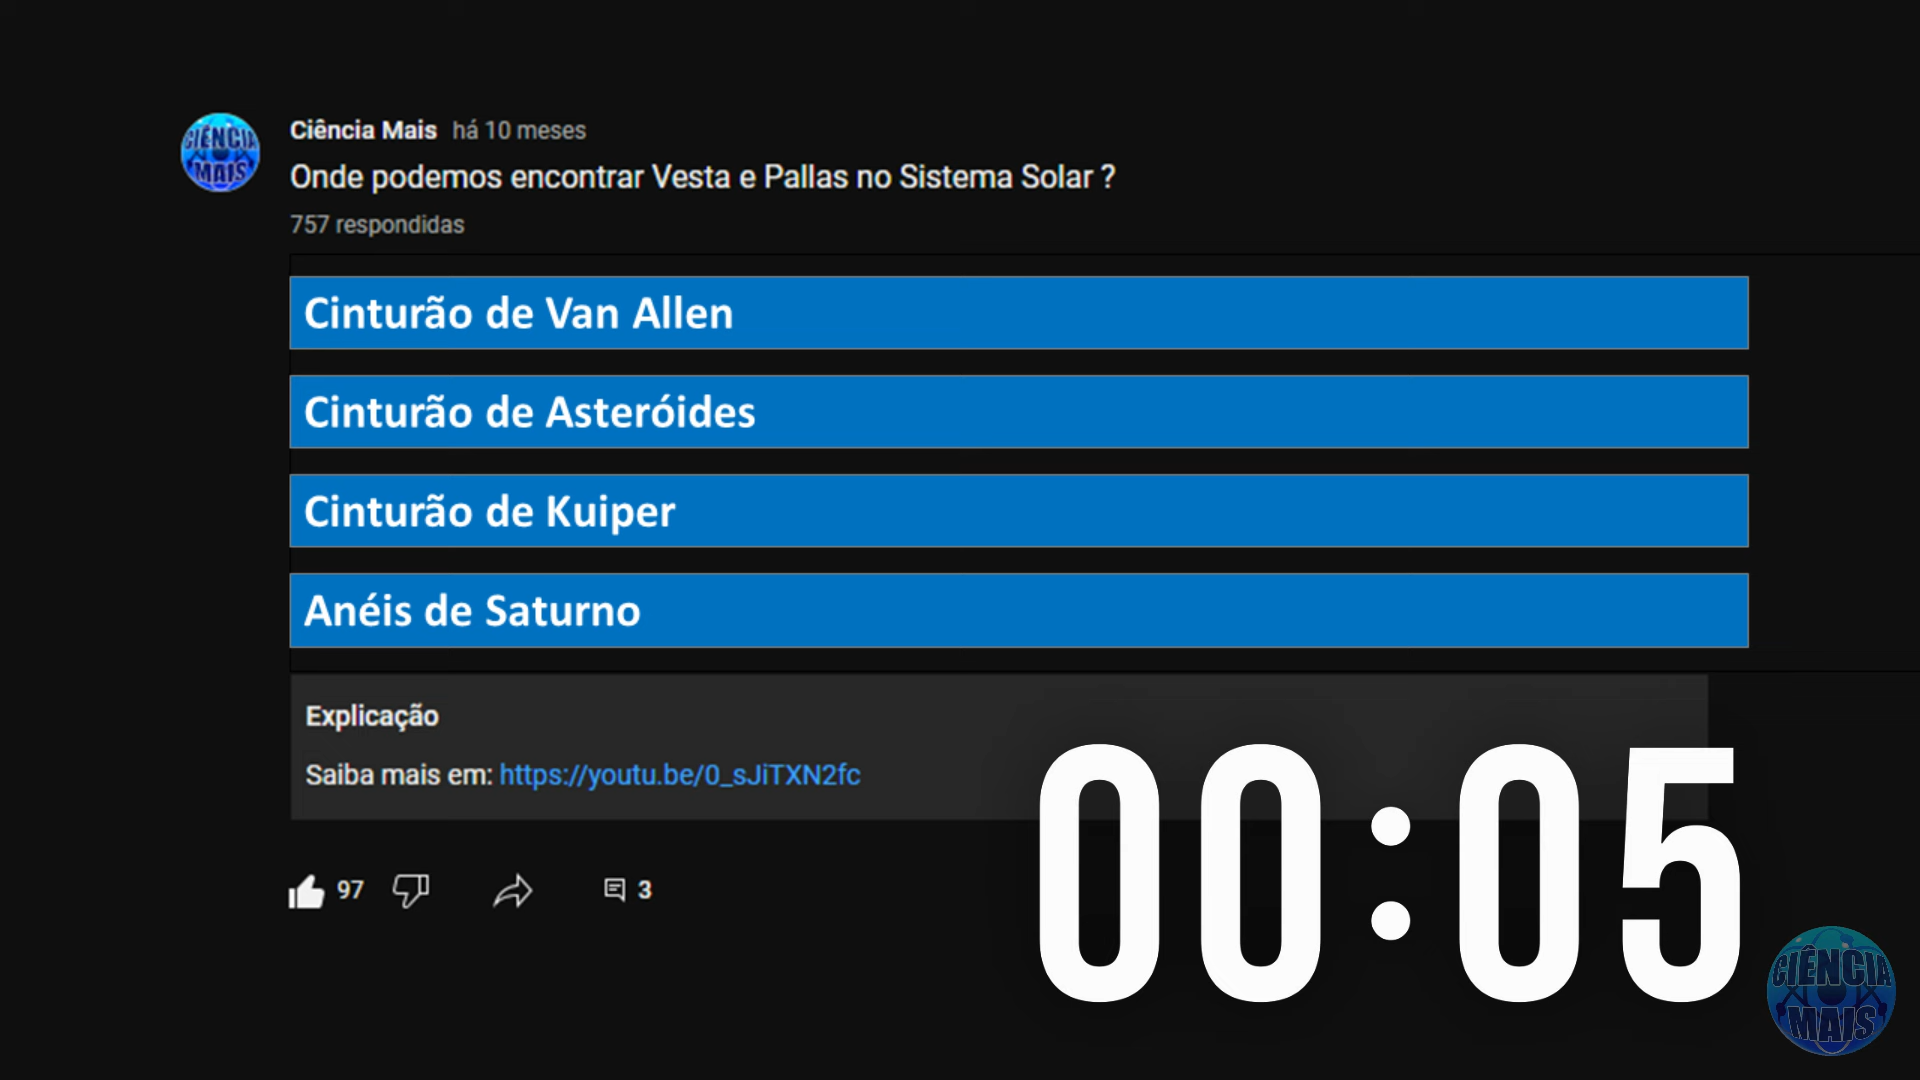 CIÊNCIA
MAIS
Ciência Mais há 10 meses
Onde podemos encontrar Vesta e Pallas no Sistema Solar ?
757 respondidas
Cinturão de Van Allen
Cinturão de Asteróides
Cinturão de Kuiper
Anéis de Saturno
Explicação
Saiba mais em: https://youtu.be/0_sJiTXN2fc
97
3
00:05
CIÊNCIA
MAIS